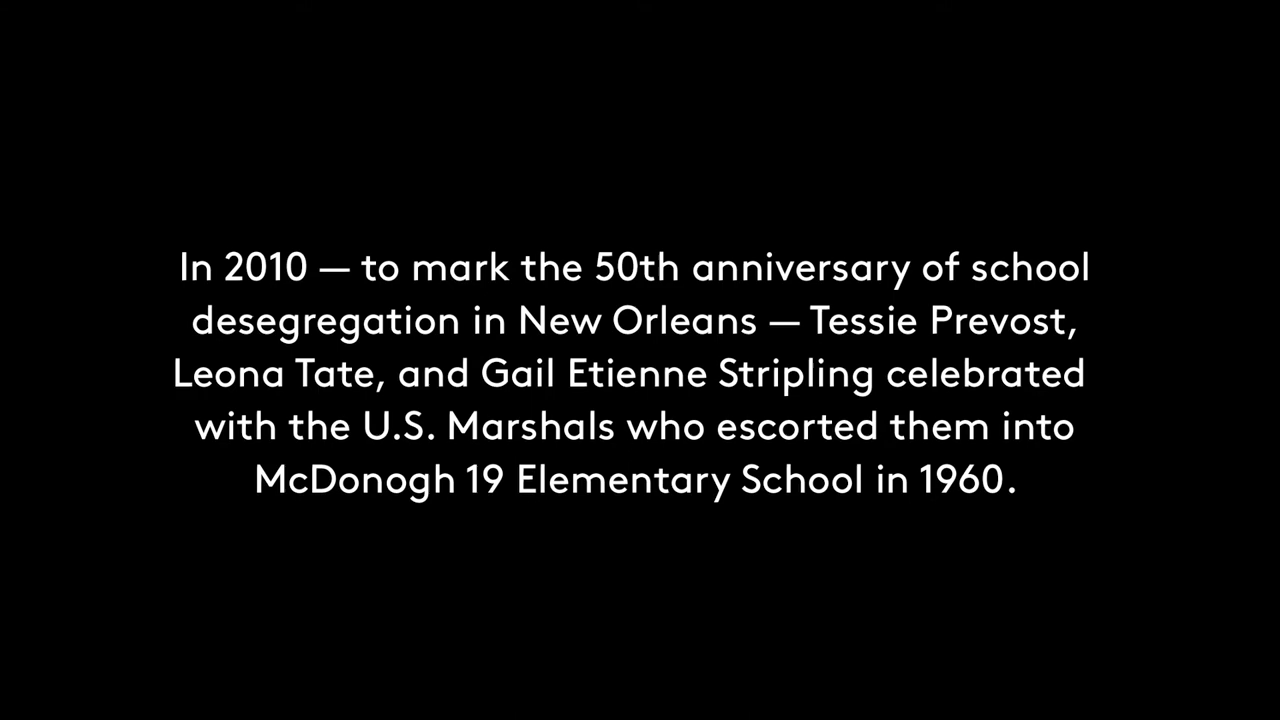 In 2010 — to mark the 50th anniversary of school
desegregation in New Orleans — Tessie Prevost,
Leona Tate, and Gail Etienne Stripling celebrated
with the U.S. Marshals who escorted them into
McDonogh 19 Elementary School in 1960.